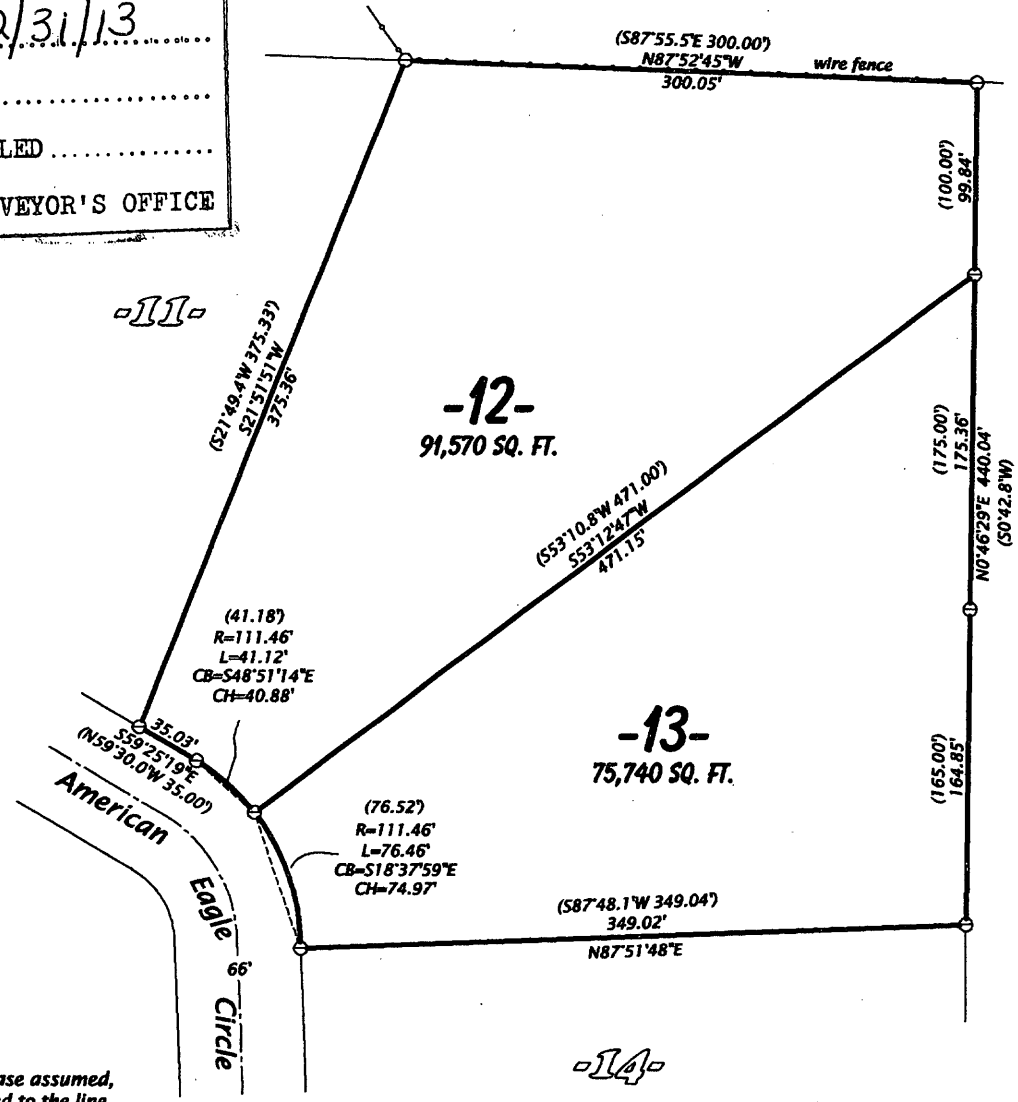 2/31/13
LED
VEYOR'S OFFICE
(S87°55.5'E 300.00')
N87°52'45"W
300.05'
wire fence
(100.00')
99.84'
-11-
(S21°49.4'W 375.33')
S21°51'51"W
375.36'
-12-
91,570 SQ. FT.
(S53°10.8'W 471.00')
S53°12'47"W
471.15'
(175.00')
175.36'
N0°46'29"E 440.04'
(S0°42.8'W)
(41.18')
R=111.46'
L=41.12'
CB=S48°51'14"E
CH=40.88'
35.03'
S59°25'19"E
(N59°30.0'W 35.00')
-13-
75,740 SQ. FT.
(165.00')
164.85'
(76.52')
R=111.46'
L=76.46'
CB=S18°37'59"E
CH=74.97'
American
Eagle
66'
Circle
(S87°48.1'W 349.04')
349.02'
N87°51'48"E
-14-
ase assumed,
ed to the line